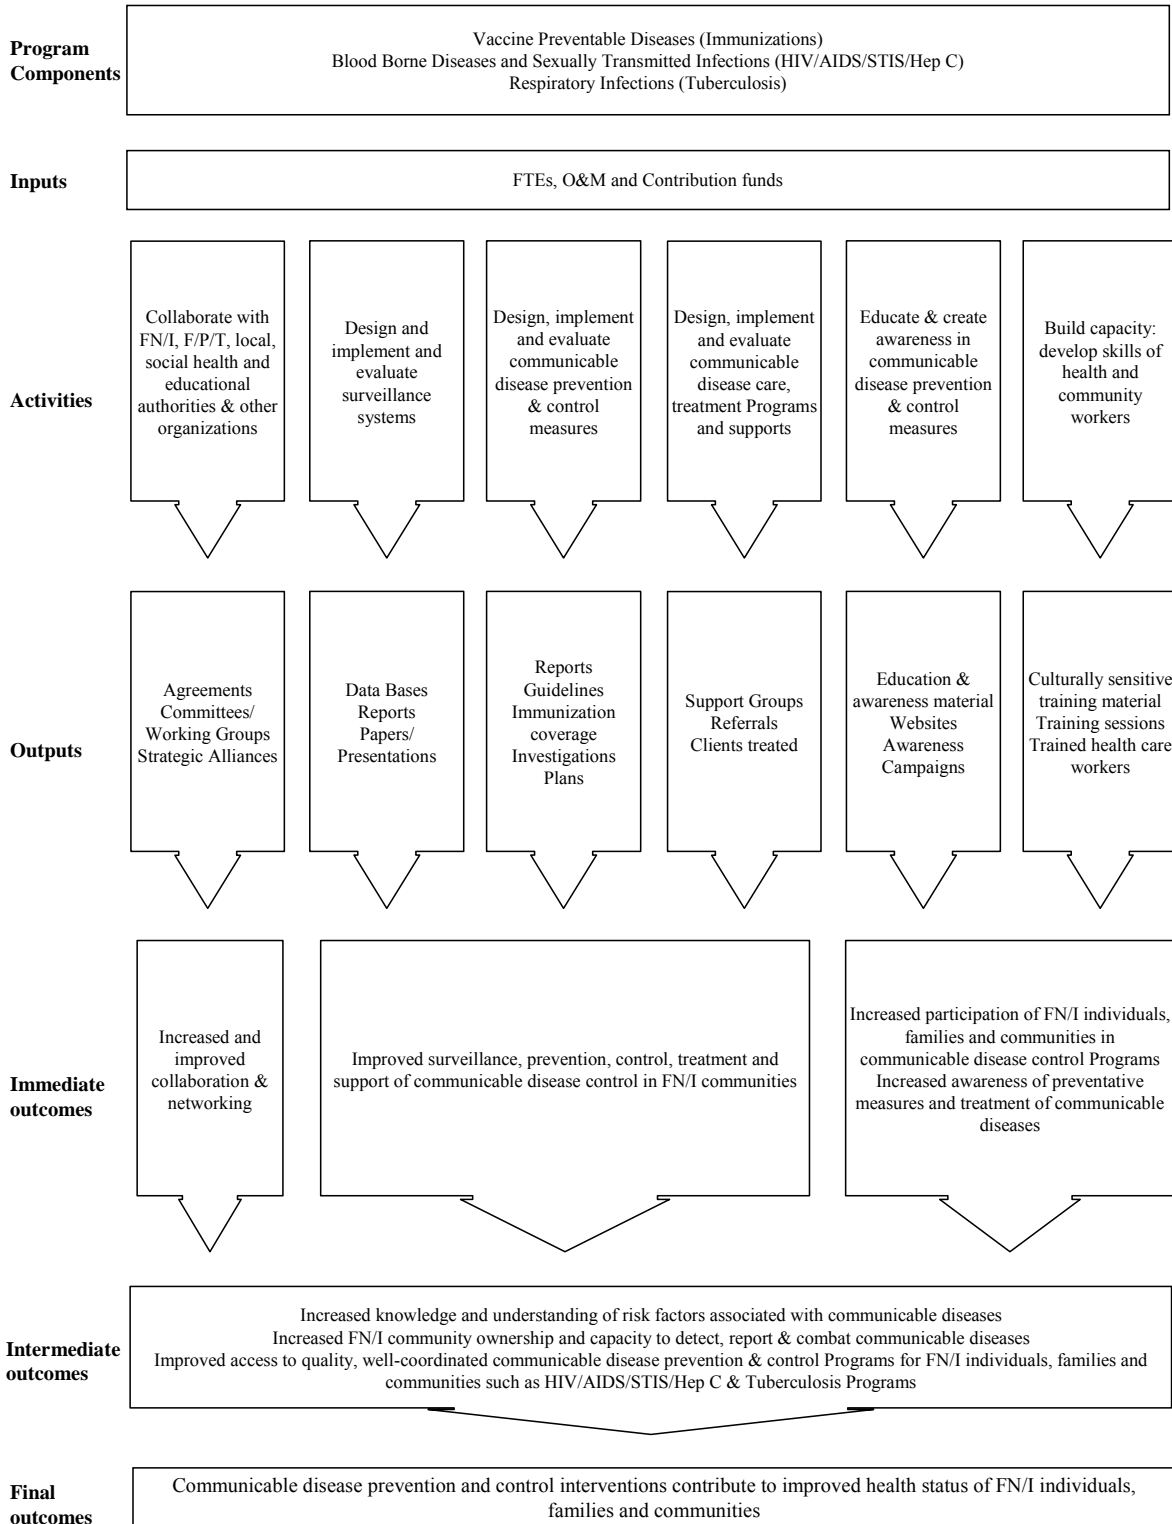 Program
Components
Vaccine Preventable Diseases (Immunizations)
Blood Borne Diseases and Sexually Transmitted Infections (HIV/AIDS/STIS/Hep C)
Respiratory Infections (Tuberculosis)
Inputs
FTEs, O&M and Contribution funds
Activities
Collaborate with
FN/I, F/P/T, local,
social health and
educational
authorities & other
organizations
Design and
implement and
evaluate
surveillance
systems
Design, implement
and evaluate
communicable
disease prevention
& control
measures
Design, implement
and evaluate
communicable
disease care,
treatment Programs
and supports
Educate & create
awareness in
communicable
disease prevention
& control
measures
Build capacity:
develop skills of
health and
community
workers
Outputs
Agreements
Committees/
Working Groups
Strategic Alliances
Data Bases
Reports
Papers/
Presentations
Reports
Guidelines
Immunization
coverage
Investigations
Plans
Support Groups
Referrals
Clients treated
Education &
awareness material
Websites
Awareness
Campaigns
Culturally sensitive
training material
Training sessions
Trained health care
workers
Immediate
outcomes
Increased and
improved
collaboration &
networking
Improved surveillance, prevention, control, treatment and
support of communicable disease control in FN/I communities
Increased participation of FN/I individuals,
families and communities in
communicable disease control Programs
Increased awareness of preventative
measures and treatment of communicable
diseases
Intermediate
outcomes
Increased knowledge and understanding of risk factors associated with communicable diseases
Increased FN/I community ownership and capacity to detect, report & combat communicable diseases
Improved access to quality, well-coordinated communicable disease prevention & control Programs for FN/I individuals, families and
communities such as HIV/AIDS/STIS/Hep C & Tuberculosis Programs
Final
outcomes
Communicable disease prevention and control interventions contribute to improved health status of FN/I individuals,
families and communities